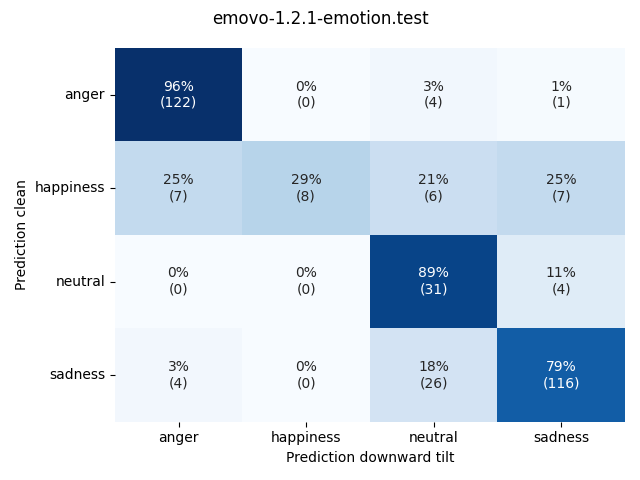 emovo-1.2.1-emotion.test
Prediction clean
anger
96%
(122)
0%
(0)
3%
(4)
1%
(1)
happiness
25%
(7)
29%
(8)
21%
(6)
25%
(7)
neutral
0%
(0)
0%
(0)
89%
(31)
11%
(4)
sadness
3%
(4)
0%
(0)
18%
(26)
79%
(116)
anger
happiness
neutral
sadness
Prediction downward tilt